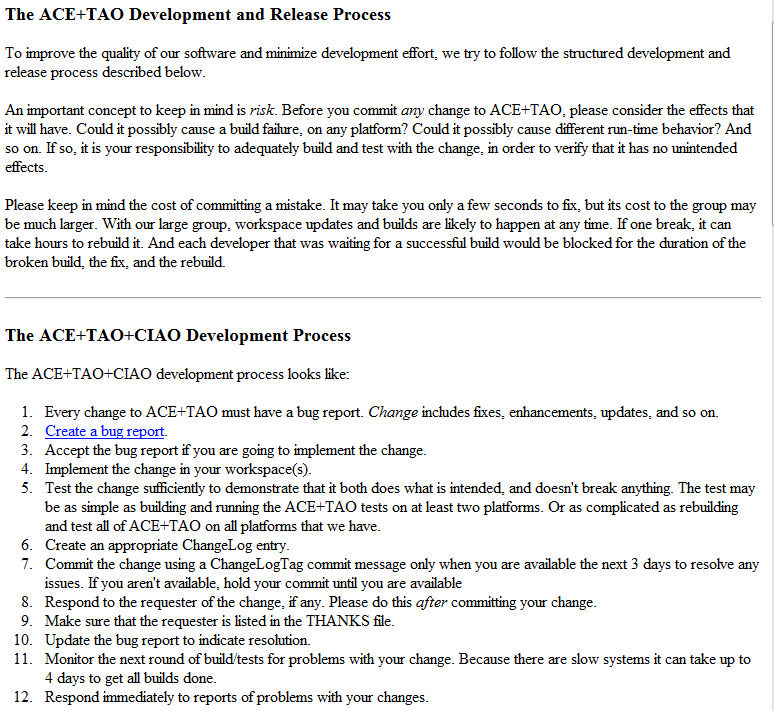 The ACE+TAO Development and Release Process
To improve the quality of our software and minimize development effort, we try to follow the structured development and
release process described below.
An important concept to keep in mind is risk. Before you commit any change to ACE+TAO, please consider the effects that
it will have. Could it possibly cause a build failure, on any platform? Could it possibly cause different run-time behavior? And
so on. If so, it is your responsibility to adequately build and test with the change, in order to verify that it has no unintended
effects.
Please keep in mind the cost of committing a mistake. It may take you only a few seconds to fix, but its cost to the group may
be much larger. With our large group, workspace updates and builds are likely to happen at any time. If one break, it can
take hours to rebuild it. And each developer that was waiting for a successful build would be blocked for the duration of the
broken build, the fix, and the rebuild.
The ACE+TAO+CIAO Development Process
The ACE+TAO+CIAO development process looks like:
1. Every change to ACE+TAO must have a bug report. Change includes fixes, enhancements, updates, and so on.
2. Create a bug report.
3. Accept the bug report if you are going to implement the change.
4. Implement the change in your workspace(s).
5. Test the change sufficiently to demonstrate that it both does what is intended, and doesn't break anything. The test may
be as simple as building and running the ACE+TAO tests on at least two platforms. Or as complicated as rebuilding
and test all of ACE+TAO on all platforms that we have.
6. Create an appropriate ChangeLog entry.
7. Commit the change using a ChangeLogTag commit message only when you are available the next 3 days to resolve any
issues. If you aren't available, hold your commit until you are available
8. Respond to the requester of the change, if any. Please do this after committing your change.
9. Make sure that the requester is listed in the THANKS file.
10. Update the bug report to indicate resolution.
11. Monitor the next round of build/tests for problems with your change. Because there are slow systems it can take up to
4 days to get all builds done.
12. Respond immediately to reports of problems with your changes.